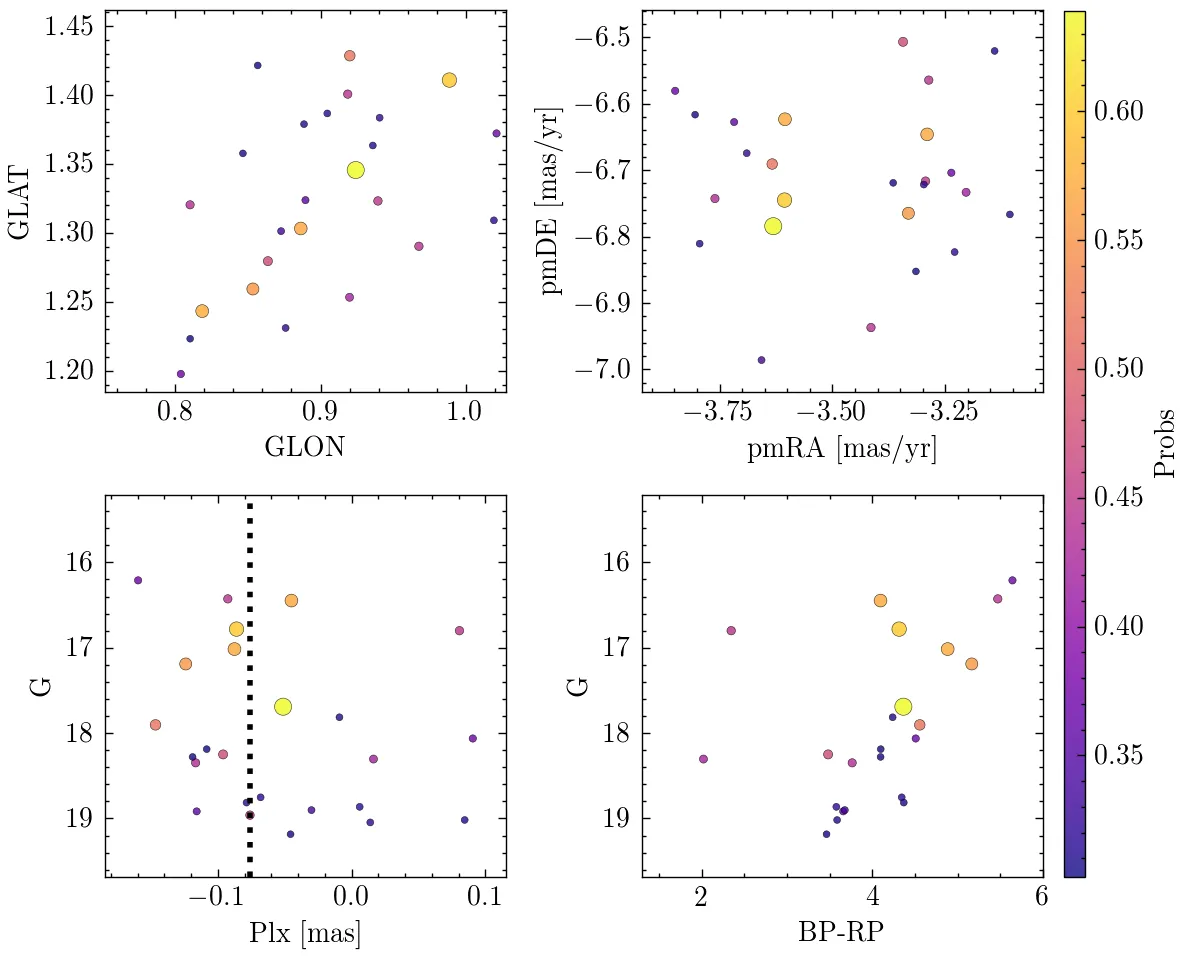 1.45
1.40
1.35
1.30
1.25
1.20
GLAT
0.8 0.9 1.0
GLON
−6.5
−6.6
−6.7
−6.8
−6.9
−7.0
pmDE [mas/yr]
−3.75 −3.50 −3.25
pmRA [mas/yr]
0.60
0.55
0.50
0.45
0.40
0.35
Probs
16
17
18
19
G
−0.1 0.0 0.1
Plx [mas]
16
17
18
19
G
2 4 6
BP-RP